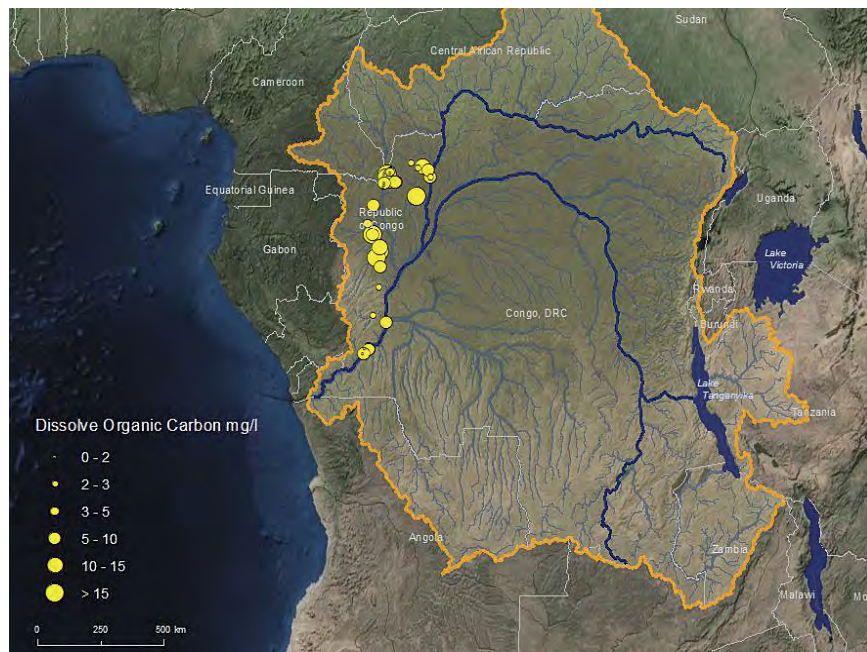 Sudan
Central African Republic
Cameroon
Equatorial Guinea
Uganda
Republic
of Congo
Gabon
Lake
Victoria
Rwanda
Congo, DRC
Burundi
Lake
Tanganyika
Tanzania
Dissolve Organic Carbon mg/l
0 - 2
2 - 3
3 - 5
5 - 10
10 - 15
> 15
Angola
Zambia
Malawi
Mo
0 250 500 km